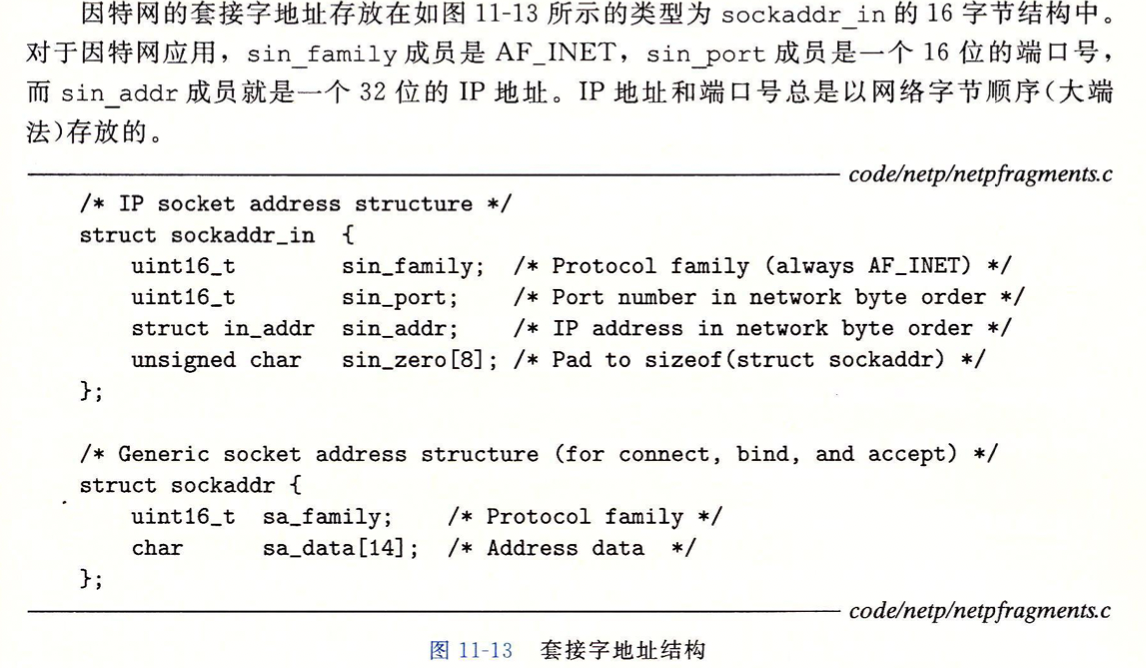 因特网的套接字地址存放在如图 11-13 所示的类型为 sockaddr_in 的 16 字节结构中。
对于因特网应用，sin_family 成员是 AF_INET，sin_port 成员是一个 16 位的端口号，
而 sin_addr 成员就是一个 32 位的 IP 地址。IP 地址和端口号总是以网络字节顺序(大端
法)存放的。
code/netp/netpfragments.c
/* IP socket address structure */
struct sockaddr_in {
    uint16_t        sin_family;  /* Protocol family (always AF_INET) */
    uint16_t        sin_port;    /* Port number in network byte order */
    struct in_addr  sin_addr;    /* IP address in network byte order */
    unsigned char   sin_zero[8]; /* Pad to sizeof(struct sockaddr) */
};
/* Generic socket address structure (for connect, bind, and accept) */
struct sockaddr {
    uint16_t  sa_family;    /* Protocol family */
    char      sa_data[14];  /* Address data  */
};
code/netp/netpfragments.c
图 11-13 套接字地址结构